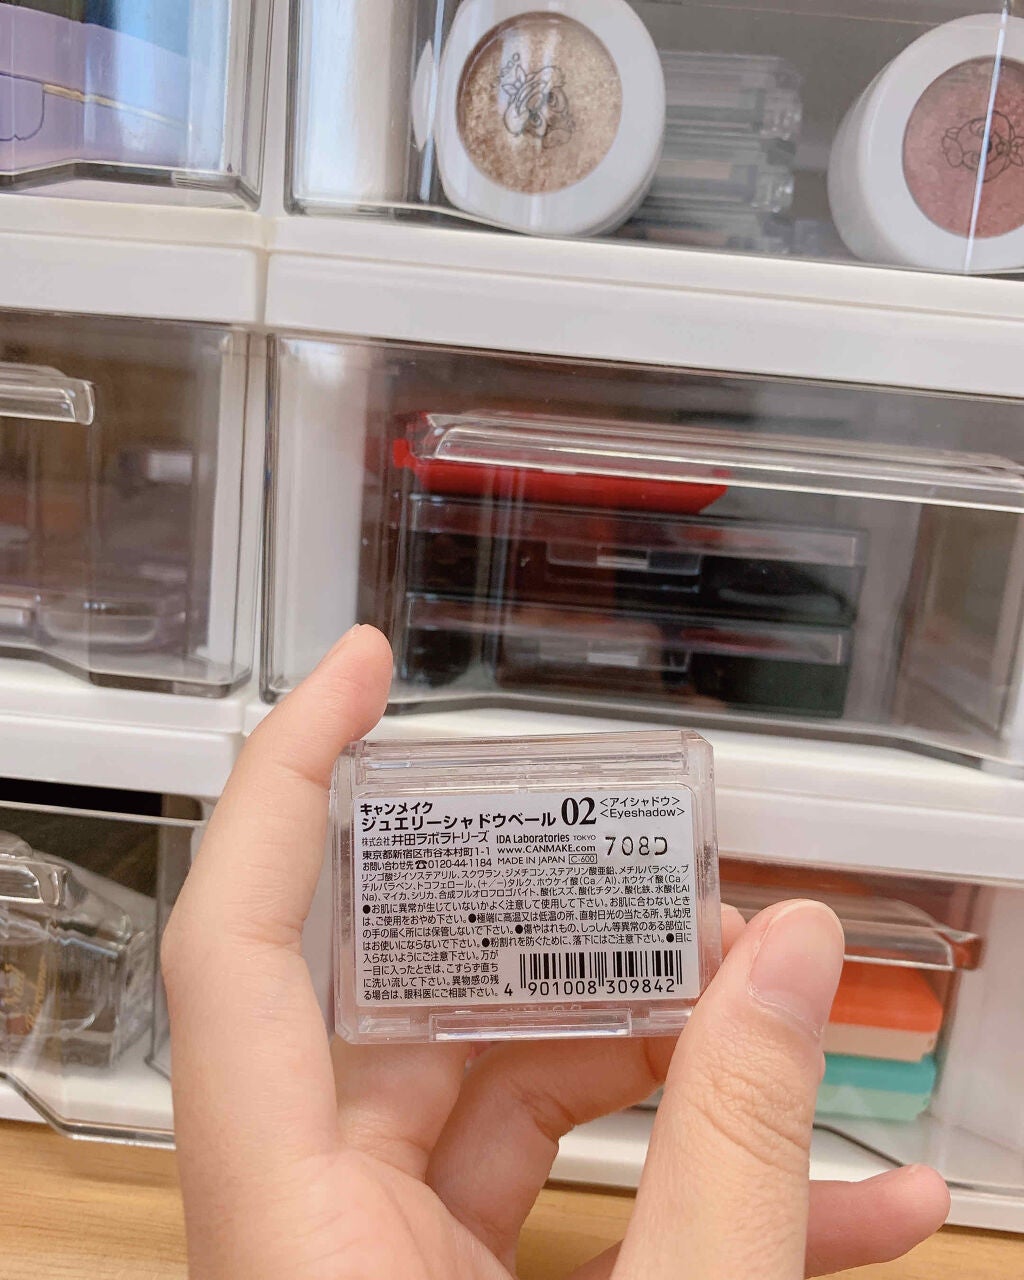 キャンメイク
ジュエリーシャドウベール 02 <アイシャドウ>
<Eyeshadow>
株式会社 井田ラボラトリーズ IDA Laboratories TOKYO
東京都新宿区市谷本村町1-1 www.CANMAKE.com 708D
お問い合わせ先☎0120-44-1184 MADE IN JAPAN C-600
リンゴ酸ジイソステアリル、スクワラン、ジメチコン、ステアリン酸亜鉛、メチルパラベン、ブ
チルパラベン、トコフェロール、(+/-)タルク、ホウケイ酸(Ca/Al)、ホウケイ酸(Ca/
Na)、マイカ、シリカ、合成フルオロフロゴパイト、酸化スズ、酸化チタン、酸化鉄、水酸化Al
●お肌に異常が生じていないかよく注意して使用して下さい。お肌に合わないとき
は、ご使用をおやめ下さい。●極端に高温又は低温の所、直射日光の当たる所、乳幼児
の手の届く所には保管しないで下さい。●傷やはれもの、しっしん等異常のある部位に
はお使いにならないで下さい。●粉割れを防ぐために、落下にはご注意下さい。●目に
入らないようにご注意下さい。万が
一目に入ったときは、こすらず直ち
に洗い流して下さい。異物感の残
る場合は、眼科医にご相談下さい。
4 901008 309842